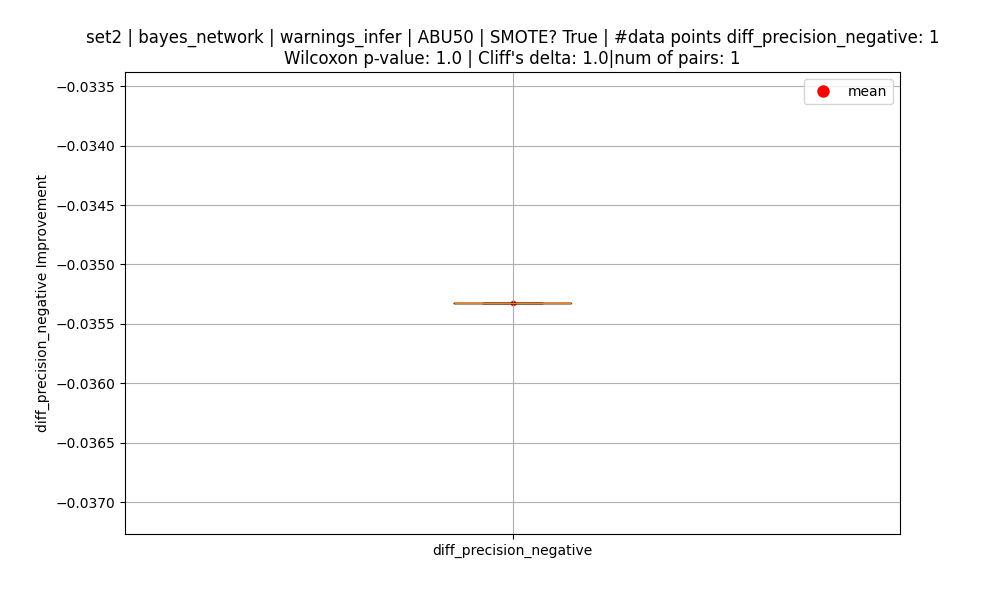 set2 | bayes_network | warnings_infer | ABU50 | SMOTE? True | #data points diff_precision_negative: 1
Wilcoxon p-value: 1.0 | Cliff's delta: 1.0|num of pairs: 1
mean
−0.0335
−0.0340
−0.0345
−0.0350
−0.0355
−0.0360
−0.0365
−0.0370
diff_precision_negative Improvement
diff_precision_negative